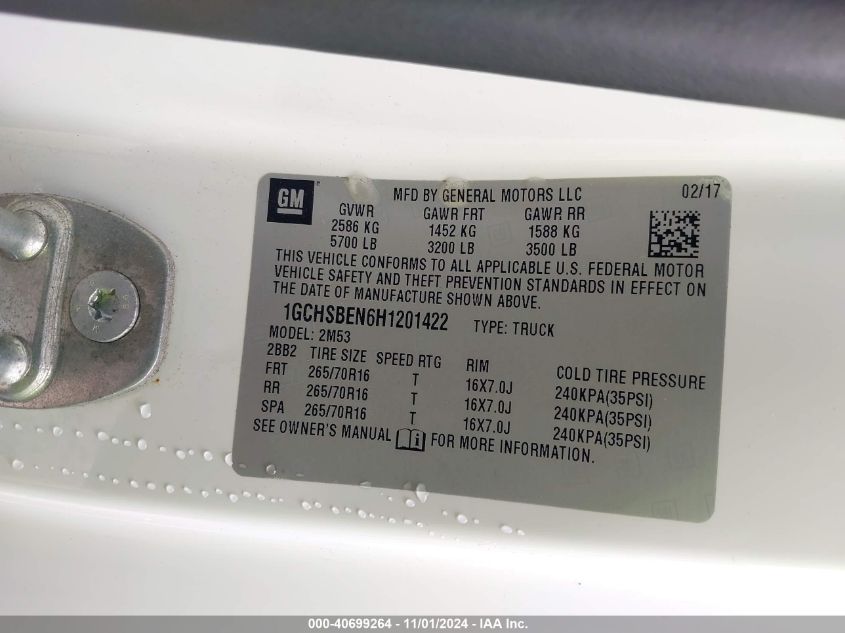 GM
MFD BY GENERAL MOTORS LLC 02/17
GVWR GAWR FRT GAWR RR
2586 KG 1452 KG 1588 KG
5700 LB 3200 LB 3500 LB
THIS VEHICLE CONFORMS TO ALL APPLICABLE U.S. FEDERAL MOTOR
VEHICLE SAFETY AND THEFT PREVENTION STANDARDS IN EFFECT ON
THE DATE OF MANUFACTURE SHOWN ABOVE.
1GCHSBEN6H1201422 TYPE: TRUCK
MODEL: 2M53
2BB2 TIRE SIZE SPEED RTG RIM COLD TIRE PRESSURE
FRT 265/70R16 T 16X7.0J 240KPA(35PSI)
RR 265/70R16 T 16X7.0J 240KPA(35PSI)
SPA 265/70R16 T 16X7.0J 240KPA(35PSI)
SEE OWNER'S MANUAL FOR MORE INFORMATION.
000-40699264 - 11/01/2024 - IAA Inc.